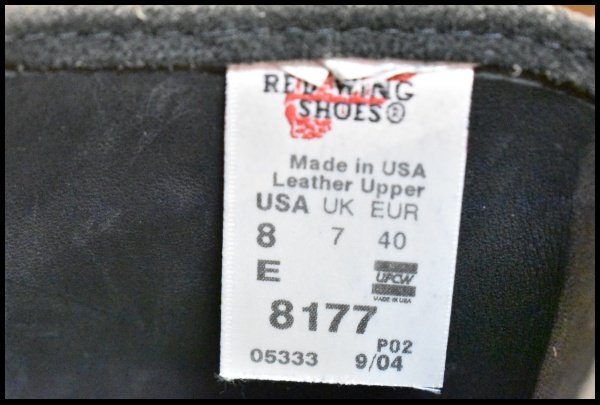 RED WING
SHOES®
Made in USA
Leather Upper
USA UK EUR
8 7 40
E UFCW
MADE IN USA
8177
P02
05333 9/04